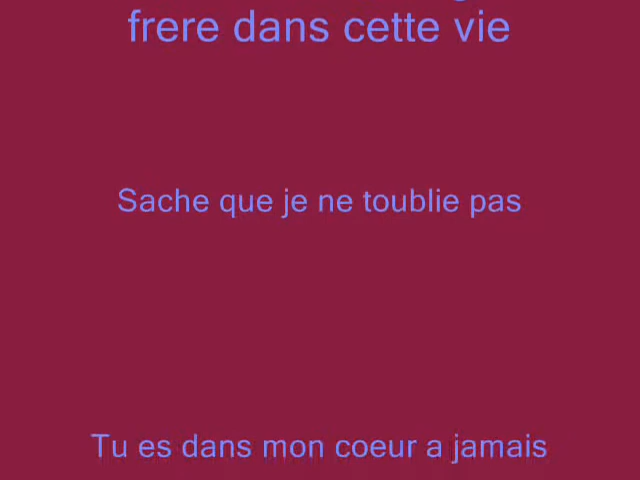 frere dans cette vie
Sache que je ne toublie pas
Tu es dans mon coeur a jamais